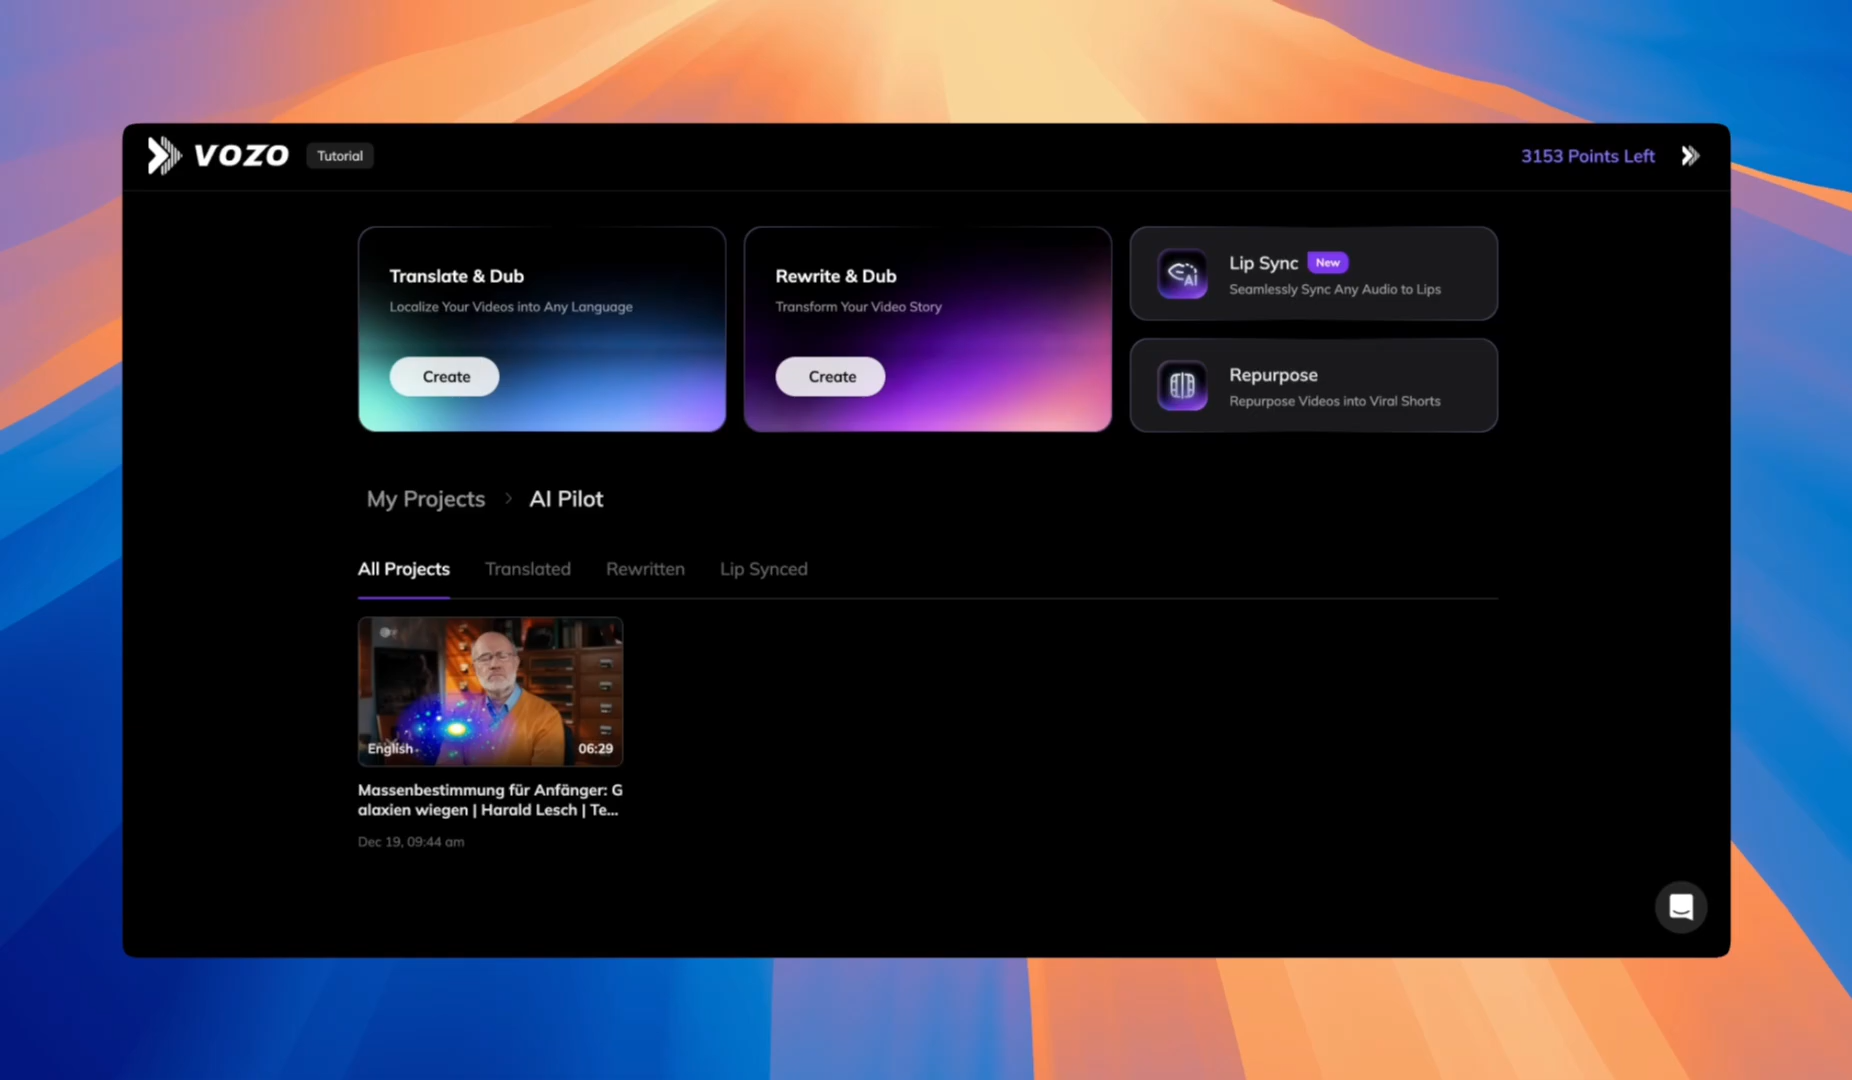 VOZO
Tutorial
3153 Points Left
Translate & Dub
Localize Your Videos into Any Language
Create
Rewrite & Dub
Transform Your Video Story
Create
Lip Sync
New
Seamlessly Sync Any Audio to Lips
AI
Repurpose
Repurpose Videos into Viral Shorts
My Projects > AI Pilot
All Projects
Translated
Rewritten
Lip Synced
English
06:29
Massenbestimmung für Anfänger: G
alaxien wiegen | Harald Lesch | Te...
Dec 19, 09:44 am